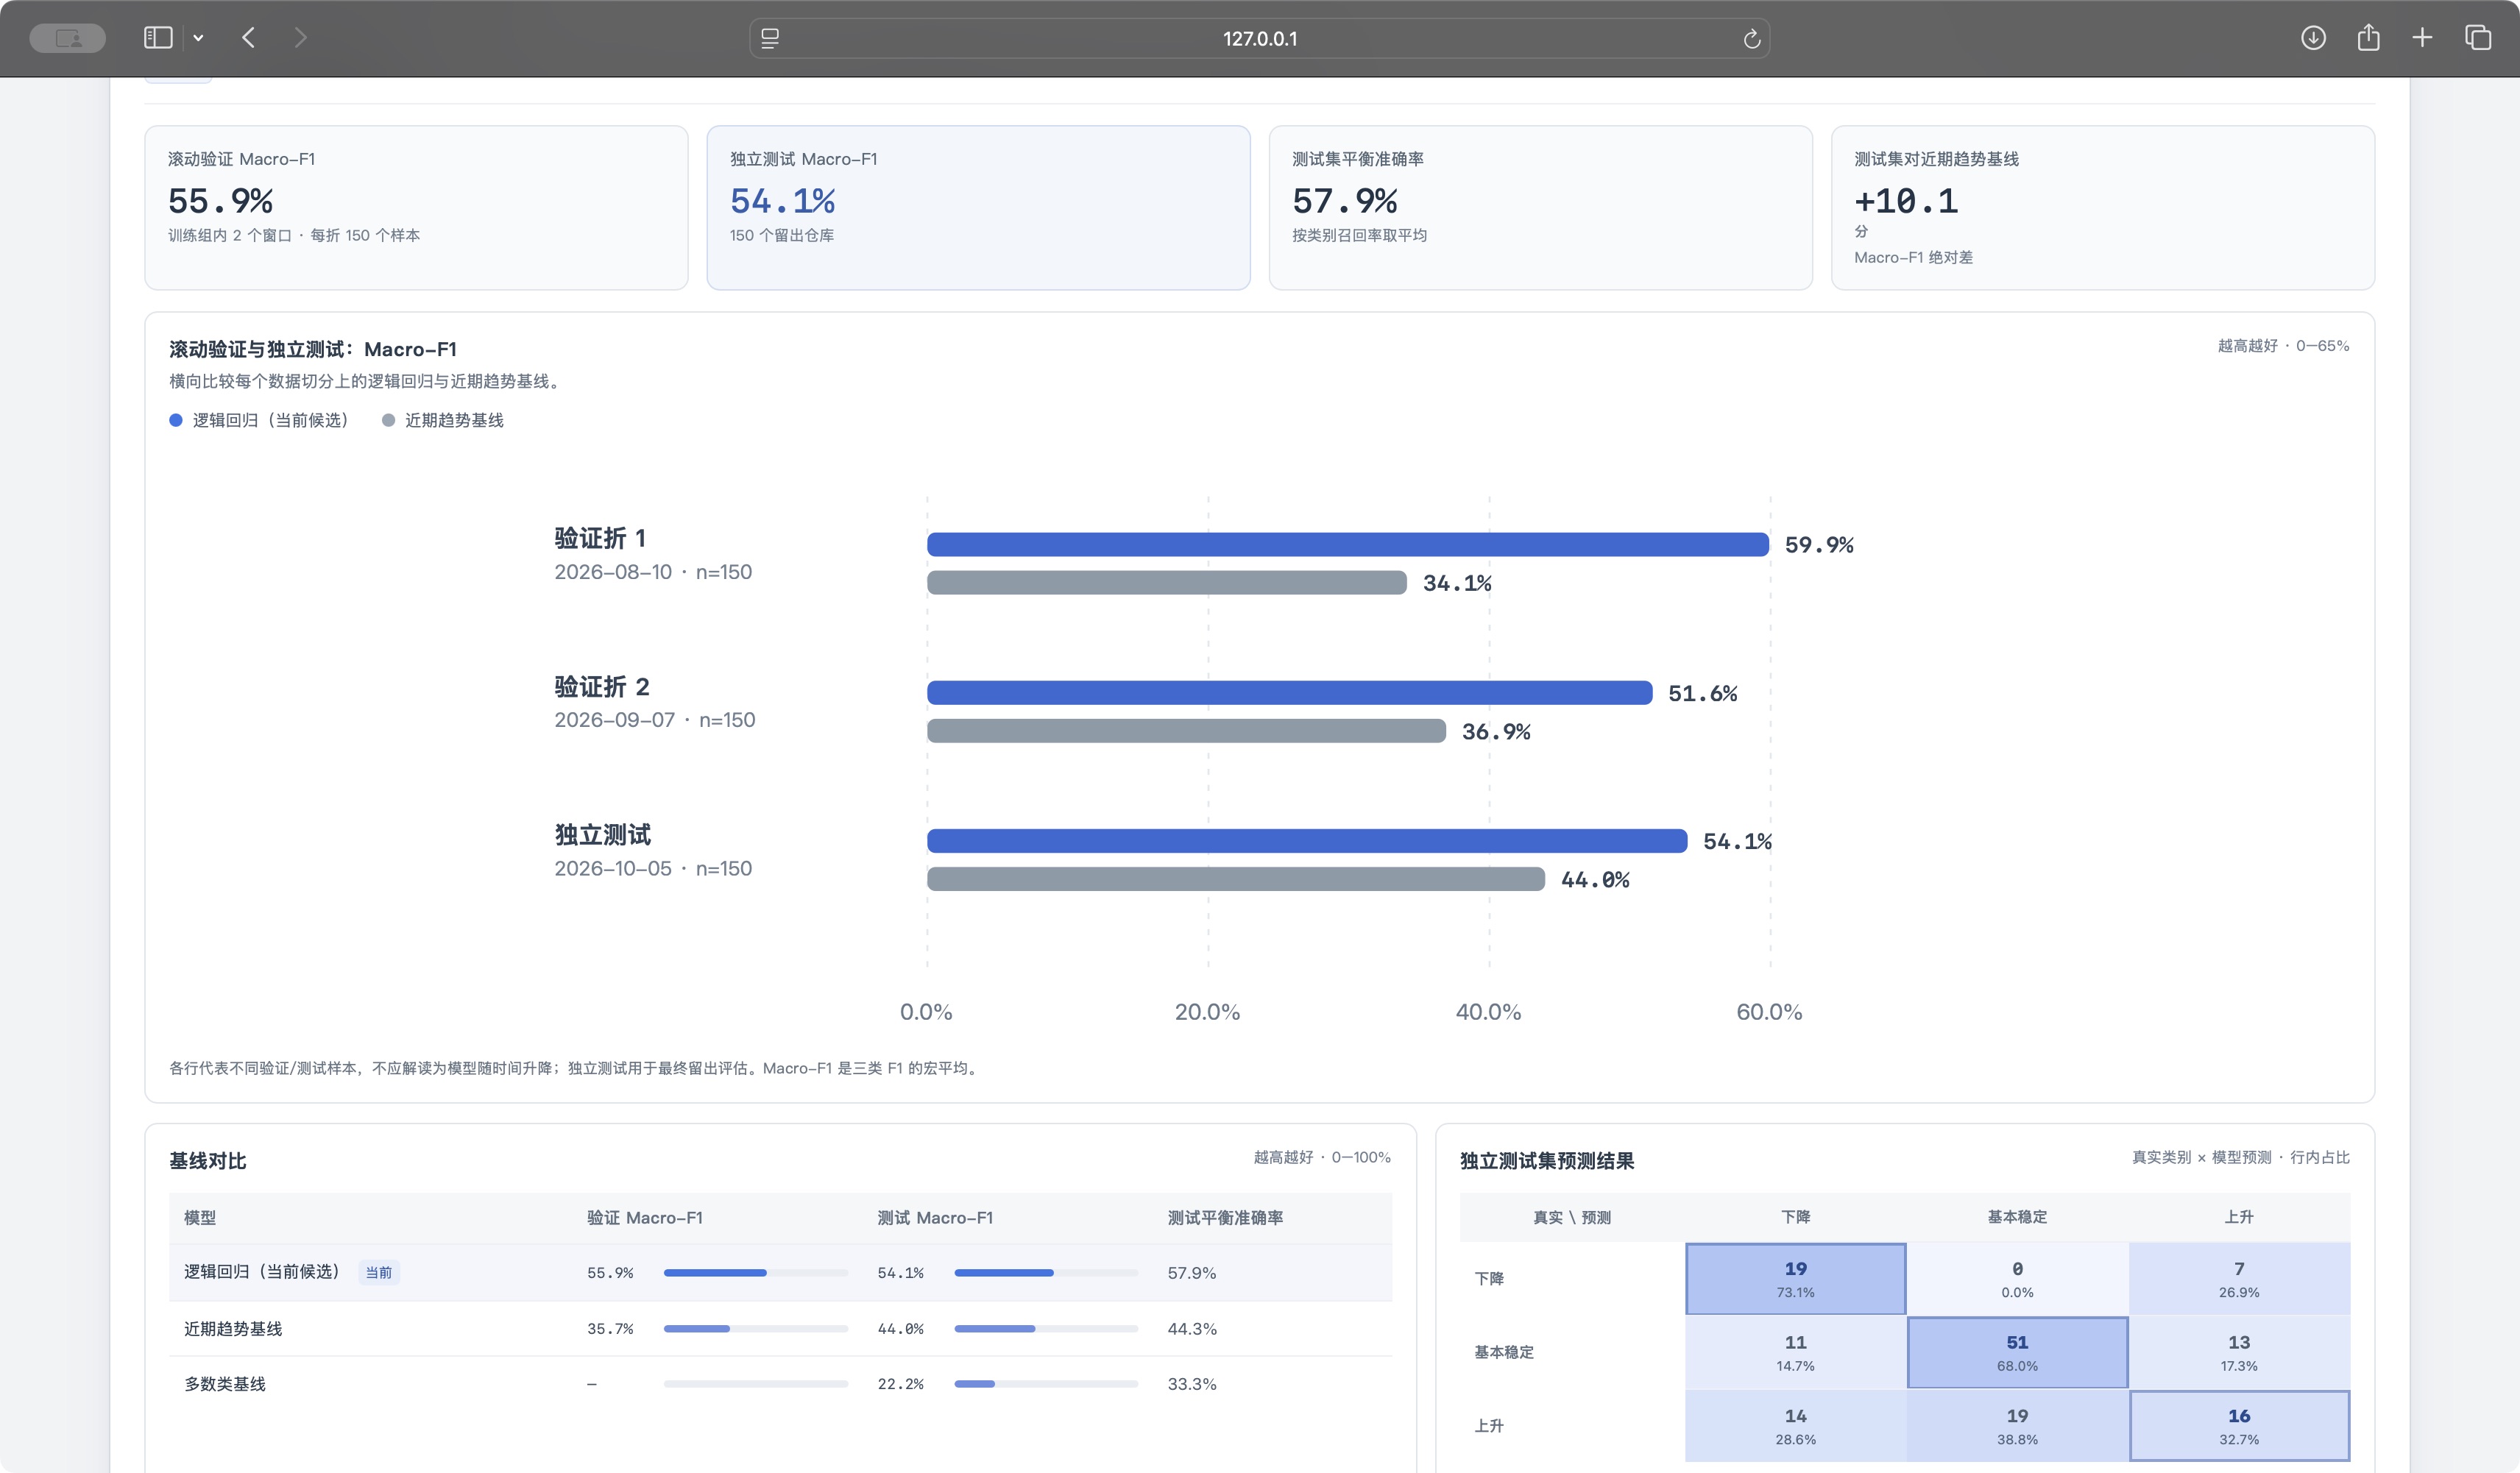 127.0.0.1
滚动验证 Macro-F1
55.9%
训练组内 2 个窗口 · 每折 150 个样本
独立测试 Macro-F1
54.1%
150 个留出仓库
测试集平衡准确率
57.9%
按类别召回率取平均
测试集对近期趋势基线
+10.1
分
Macro-F1 绝对差
滚动验证与独立测试：Macro-F1
越高越好 · 0—65%
横向比较每个数据切分上的逻辑回归与近期趋势基线。
逻辑回归（当前候选） 近期趋势基线
验证折 1
2026-08-10 · n=150
59.9%
34.1%
验证折 2
2026-09-07 · n=150
51.6%
36.9%
独立测试
2026-10-05 · n=150
54.1%
44.0%
0.0% 20.0% 40.0% 60.0%
各行代表不同验证/测试样本，不应解读为模型随时间升降；独立测试用于最终留出评估。Macro-F1 是三类 F1 的宏平均。
基线对比
越高越好 · 0—100%
模型 验证 Macro-F1 测试 Macro-F1 测试平衡准确率
逻辑回归（当前候选） 当前 55.9% 54.1% 57.9%
近期趋势基线 35.7% 44.0% 44.3%
多数类基线 – 22.2% 33.3%
独立测试集预测结果
真实类别 × 模型预测 · 行内占比
真实 \ 预测 下降 基本稳定 上升
下降
19 0 7
73.1% 0.0% 26.9%
基本稳定
11 51 13
14.7% 68.0% 17.3%
上升
14 19 16
28.6% 38.8% 32.7%